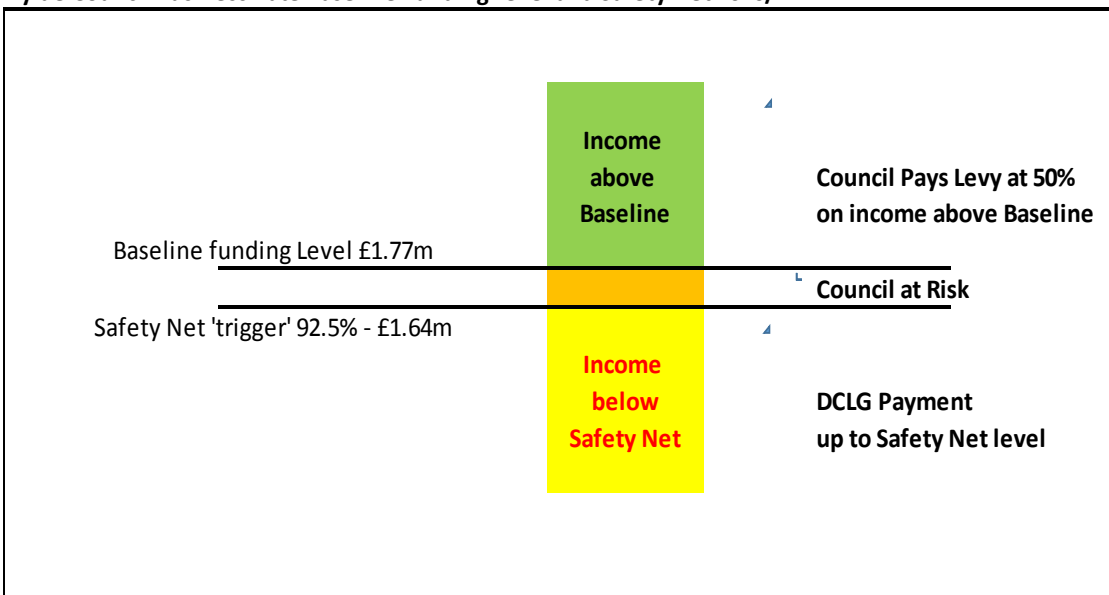 Income
above
Baseline
Council Pays Levy at 50%
on income above Baseline
Baseline funding Level £1.77m
Council at Risk
Safety Net 'trigger' 92.5% - £1.64m
Income
below
Safety Net
DCLG Payment
up to Safety Net level